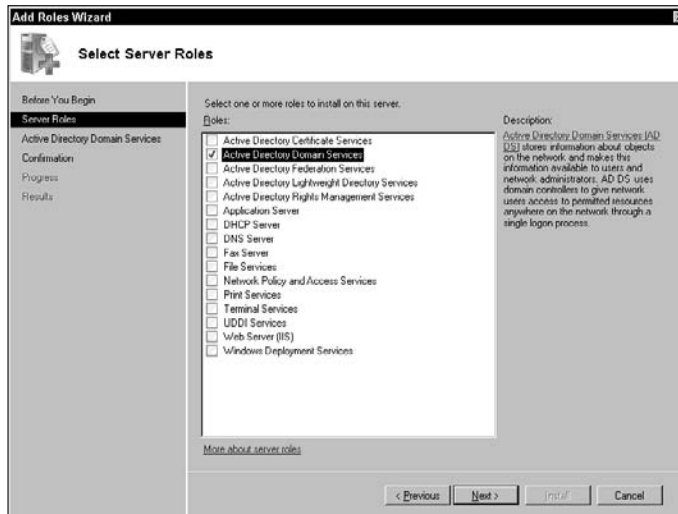 Add Roles Wizard
Select Server Roles
Before You Begin
Server Roles
Active Directory Domain Services
Confirmation
Progress
Results
Select one or more roles to install on this server.
Roles:
Active Directory Certificate Services
Active Directory Domain Services
Active Directory Federation Services
Active Directory Lightweight Directory Services
Active Directory Rights Management Services
Application Server
DHCP Server
DNS Server
Fax Server
File Services
Network Policy and Access Services
Print Services
Terminal Services
UDDI Services
Web Server (IIS)
Windows Deployment Services
More about server roles
Description:
Active Directory Domain Services (AD
DS) stores information about objects
on the network and makes this
information available to users and
network administrators. AD DS uses
domain controllers to give network
users access to permitted resources
anywhere on the network through a
single logon process.
< Previous
Next >
Install
Cancel